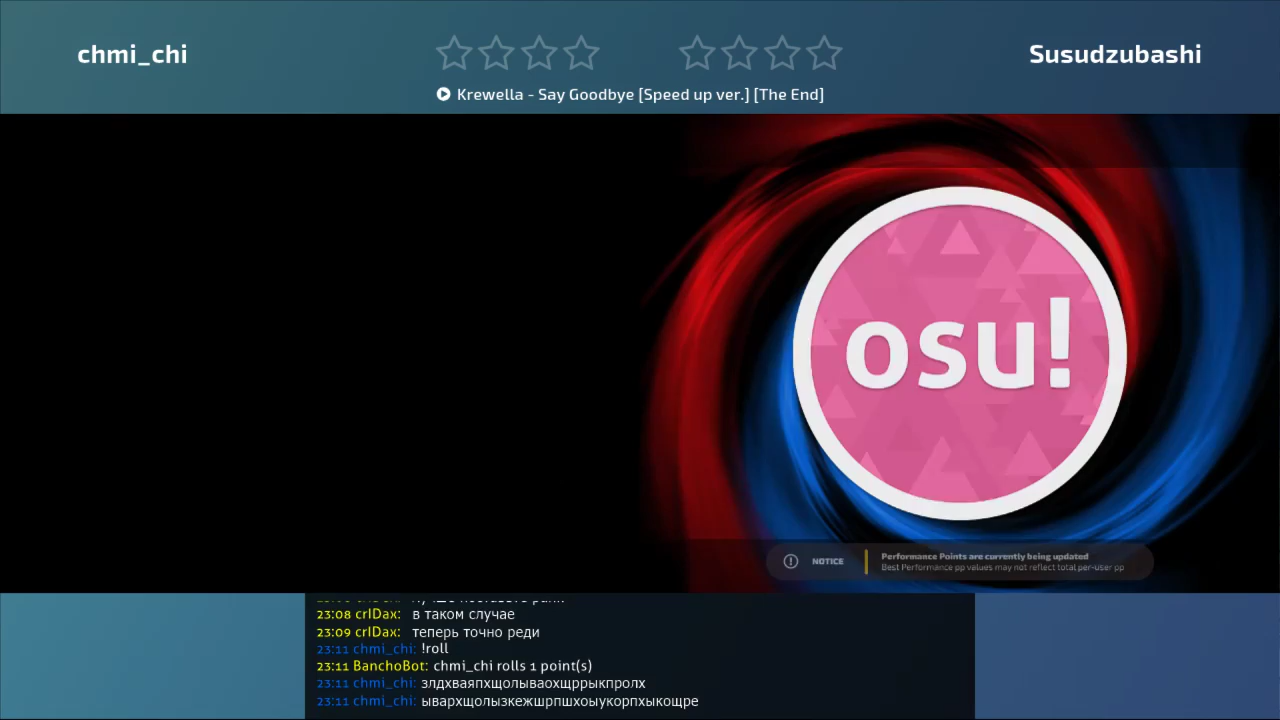 chmi_chi
Susudzubashi
Krewella - Say Goodbye [Speed up ver.] [The End]
osu!
NOTICE
Performance Points are currently being updated
Best Performance pp values may not reflect total per-user pp
23:08 crIDax: в таком случае
23:09 crIDax: теперь точно реди
23:11 chmi_chi: !roll
23:11 BanchoBot: chmi_chi rolls 1 point(s)
23:11 chmi_chi: злдхваяпхщолываохщррыкпролх
23:11 chmi_chi: ывархщолызкежшрпшхоыукорпхыкощре